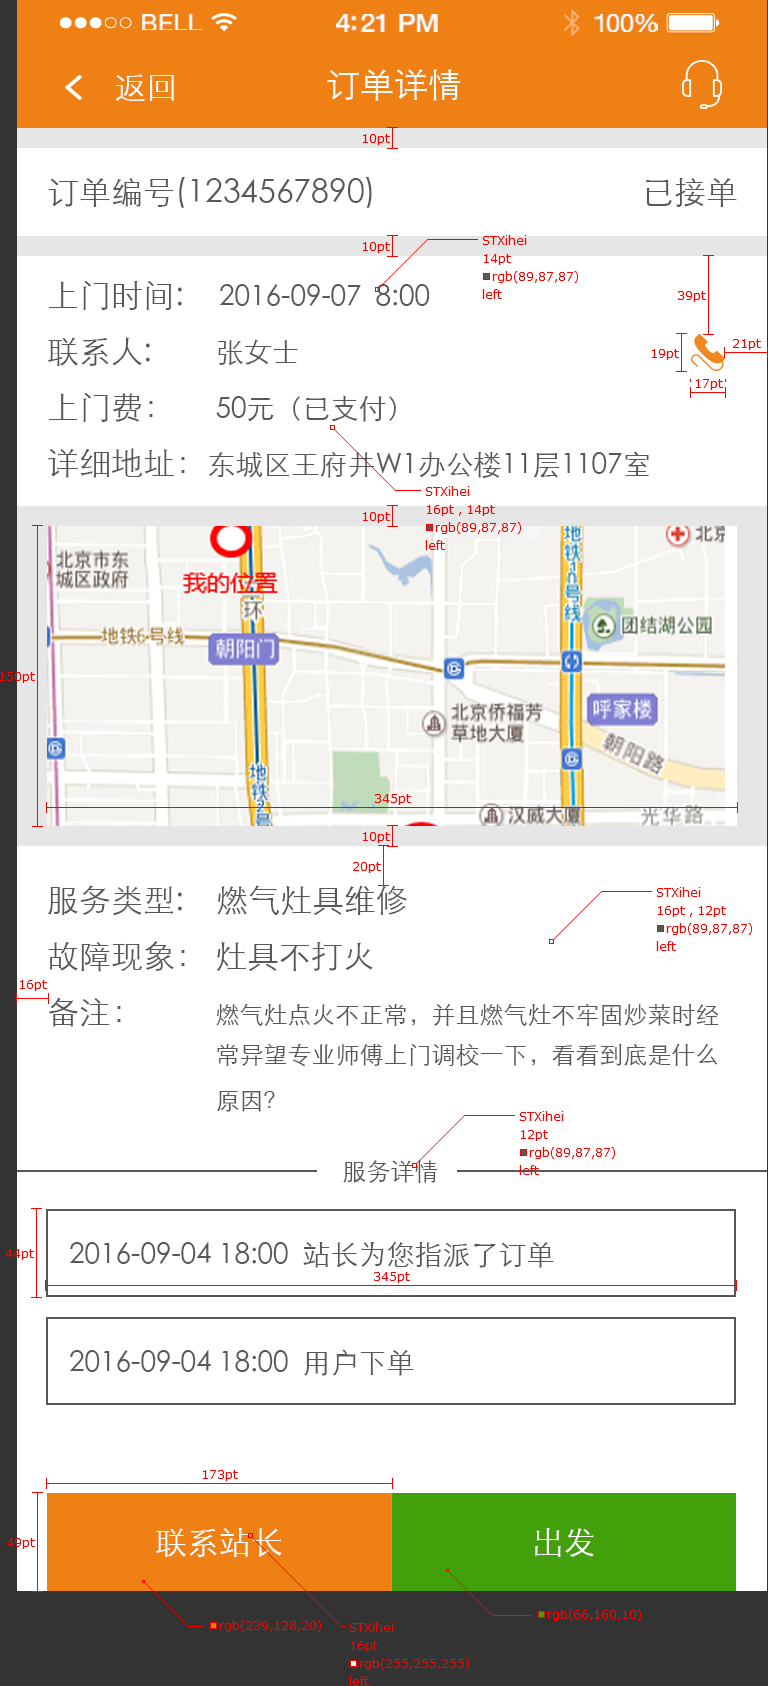 BELL 4:21 PM 100%
返回 订单详情
10pt
订单编号(1234567890) 已接单
10pt
STXihei
14pt
rgb(89,87,87)
left
上门时间: 2016-09-07 8:00
39pt
联系人: 张女士
19pt
21pt
17pt
上门费: 50元（已支付）
详细地址: 东城区王府井W1办公楼11层1107室
STXihei
16pt , 14pt
rgb(89,87,87)
left
10pt
北京市东
城区政府
我的位置
环
地铁6号线
朝阳门
地铁10号线
北京
团结湖公园
150pt
北京侨福芳
草地大厦
呼家楼
朝阳路
地铁2号
345pt
汉威大厦
光华路
10pt
20pt
服务类型: 燃气灶具维修
STXihei
16pt , 12pt
rgb(89,87,87)
left
故障现象: 灶具不打火
16pt
备注: 燃气灶点火不正常，并且燃气灶不牢固炒菜时经
常异望专业师傅上门调校一下，看看到底是什么
原因?
STXihei
12pt
rgb(89,87,87)
left
服务详情
44pt
2016-09-04 18:00 站长为您指派了订单
345pt
2016-09-04 18:00 用户下单
173pt
49pt
联系站长 出发
rgb(239,128,20)
STXihei
16pt
rgb(255,255,255)
left
rgb(66,160,10)